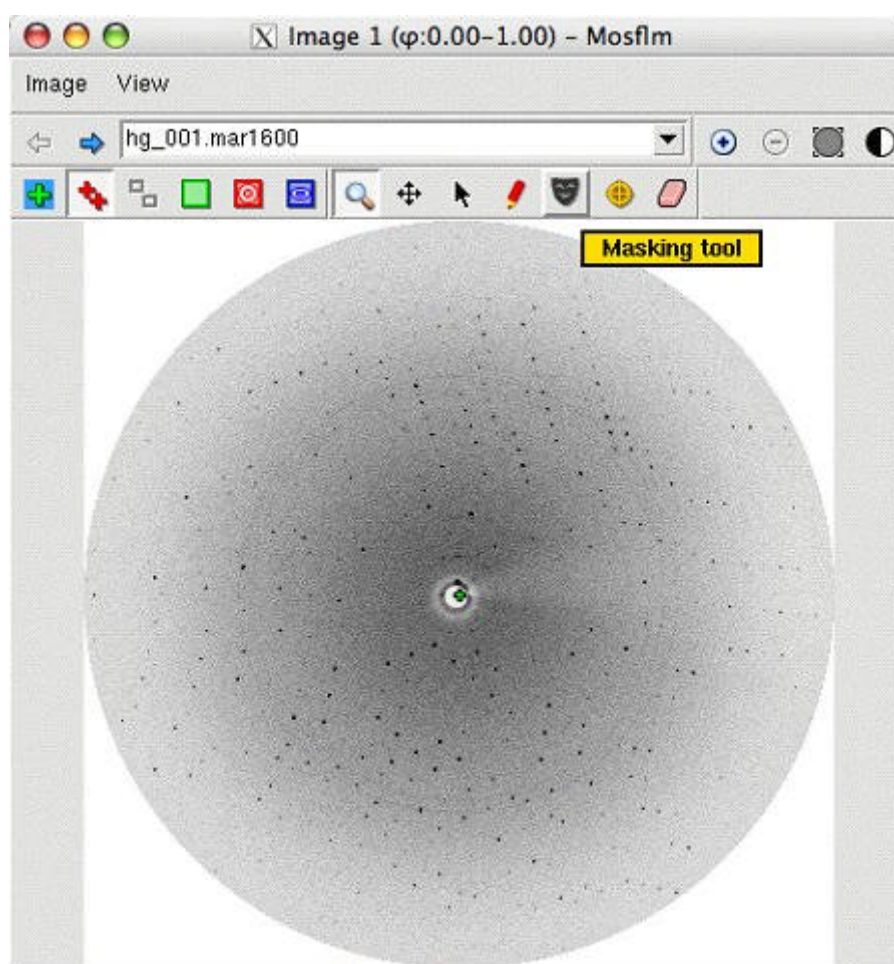 X Image 1 (φ:0.00-1.00) - Mosflm
Image View
hg_001.mar1600
Masking tool